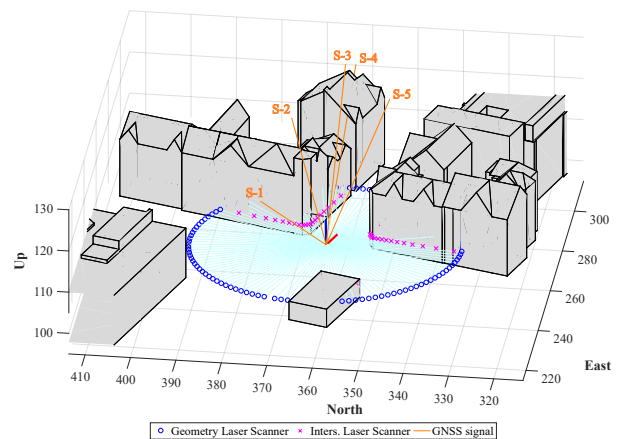 S-3 S-4
S-5
S-2
S-1
130
120
110
100
Up
300
280
260
240
220
East
410 400 390 380 370 360 350 340 330 320
North
Geometry Laser Scanner Inters. Laser Scanner GNSS signal